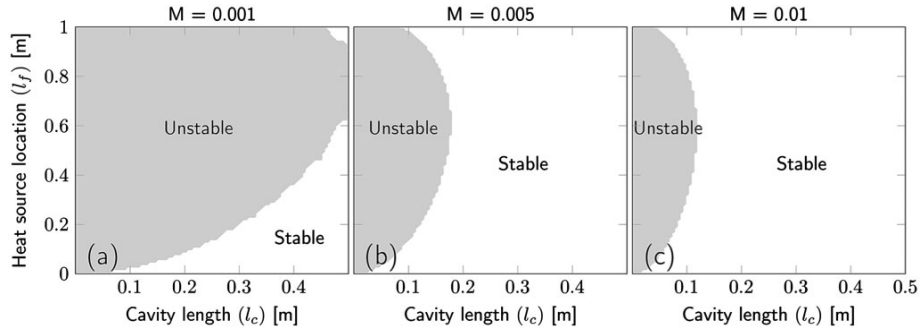 M = 0.001
M = 0.005
M = 0.01
Heat source location (l_f) [m]
1
0.8
0.6
0.4
0.2
0
Unstable
Stable
(a)
0.1 0.2 0.3 0.4
Cavity length (l_c) [m]
Unstable
Stable
(b)
0.1 0.2 0.3 0.4
Cavity length (l_c) [m]
Unstable
Stable
(c)
0.1 0.2 0.3 0.4 0.5
Cavity length (l_c) [m]